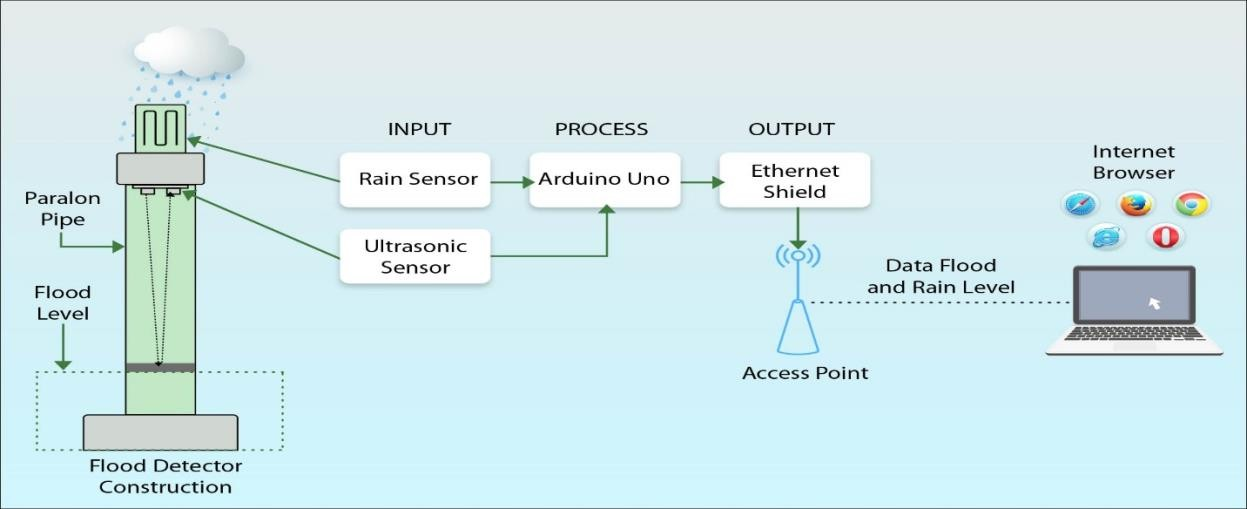 INPUT
PROCESS
OUTPUT
Rain Sensor
Arduino Uno
Ethernet
Shield
Internet
Browser
Paralon
Pipe
Ultrasonic
Sensor
Flood
Level
Data Flood
and Rain Level
Access Point
Flood Detector
Construction